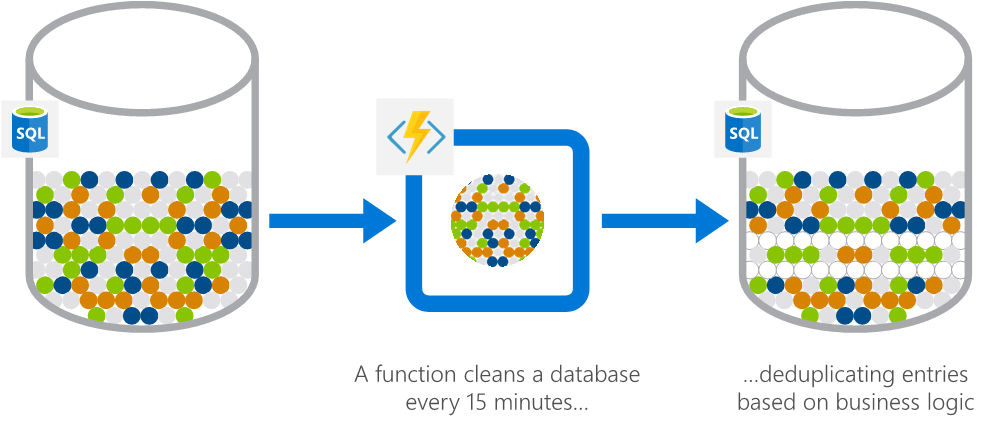 SQL
SQL
A function cleans a database
every 15 minutes...
...deduplicating entries
based on business logic